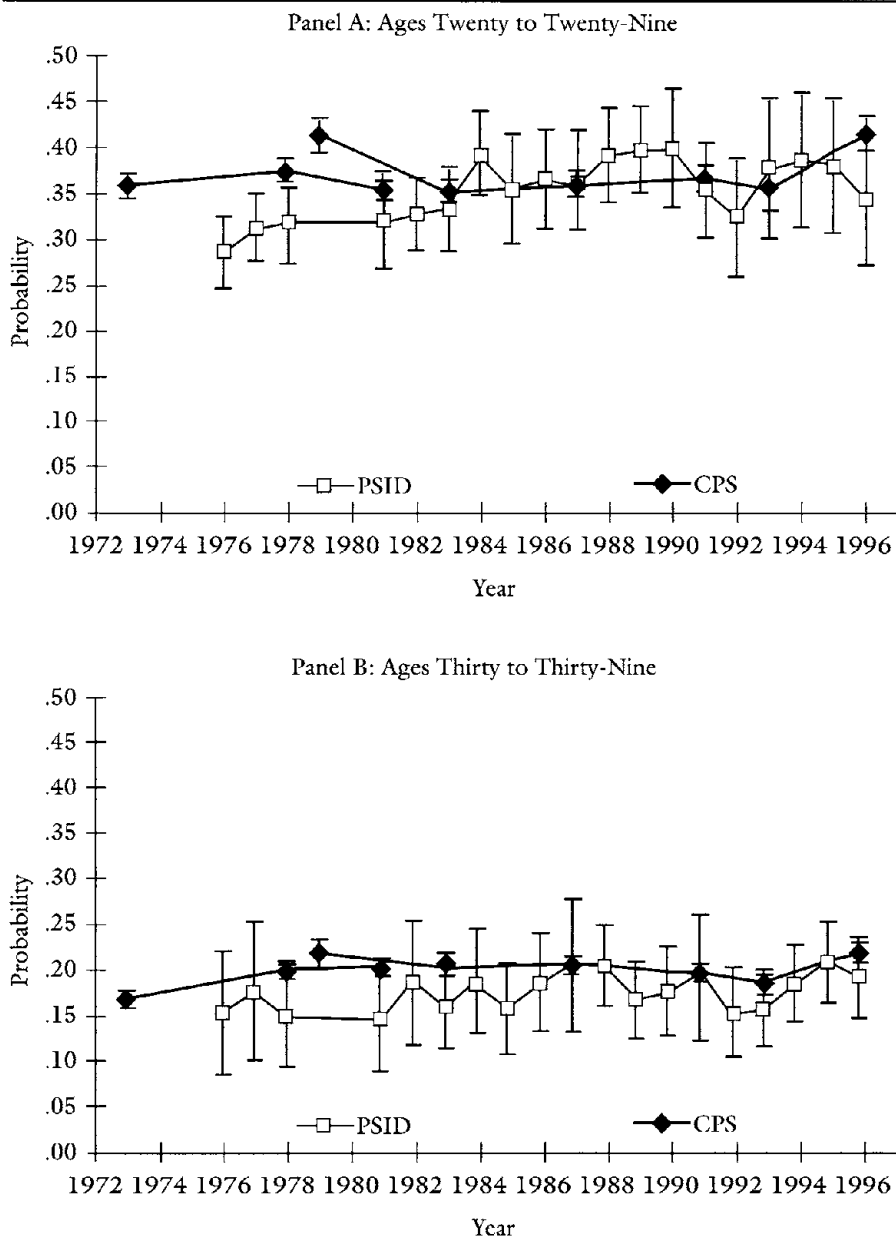 Panel A: Ages Twenty to Twenty-Nine
.50
.45
.40
.35
.30
.25
.20
.15
.10
.05
.00
Probability
PSID CPS
1972 1974 1976 1978 1980 1982 1984 1986 1988 1990 1992 1994 1996
Year
Panel B: Ages Thirty to Thirty-Nine
.50
.45
.40
.35
.30
.25
.20
.15
.10
.05
.00
Probability
PSID CPS
1972 1974 1976 1978 1980 1982 1984 1986 1988 1990 1992 1994 1996
Year